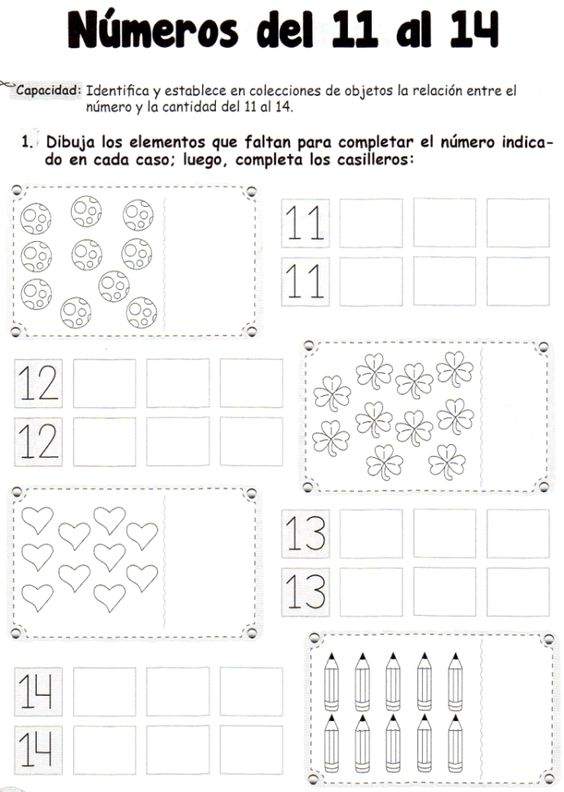 Números del 11 al 14
Capacidad: Identifica y establece en colecciones de objetos la relación entre el
número y la cantidad del 11 al 14.
1. Dibuja los elementos que faltan para completar el número indica-
do en cada caso; luego, completa los casilleros:
11
11
12
12
13
13
14
14